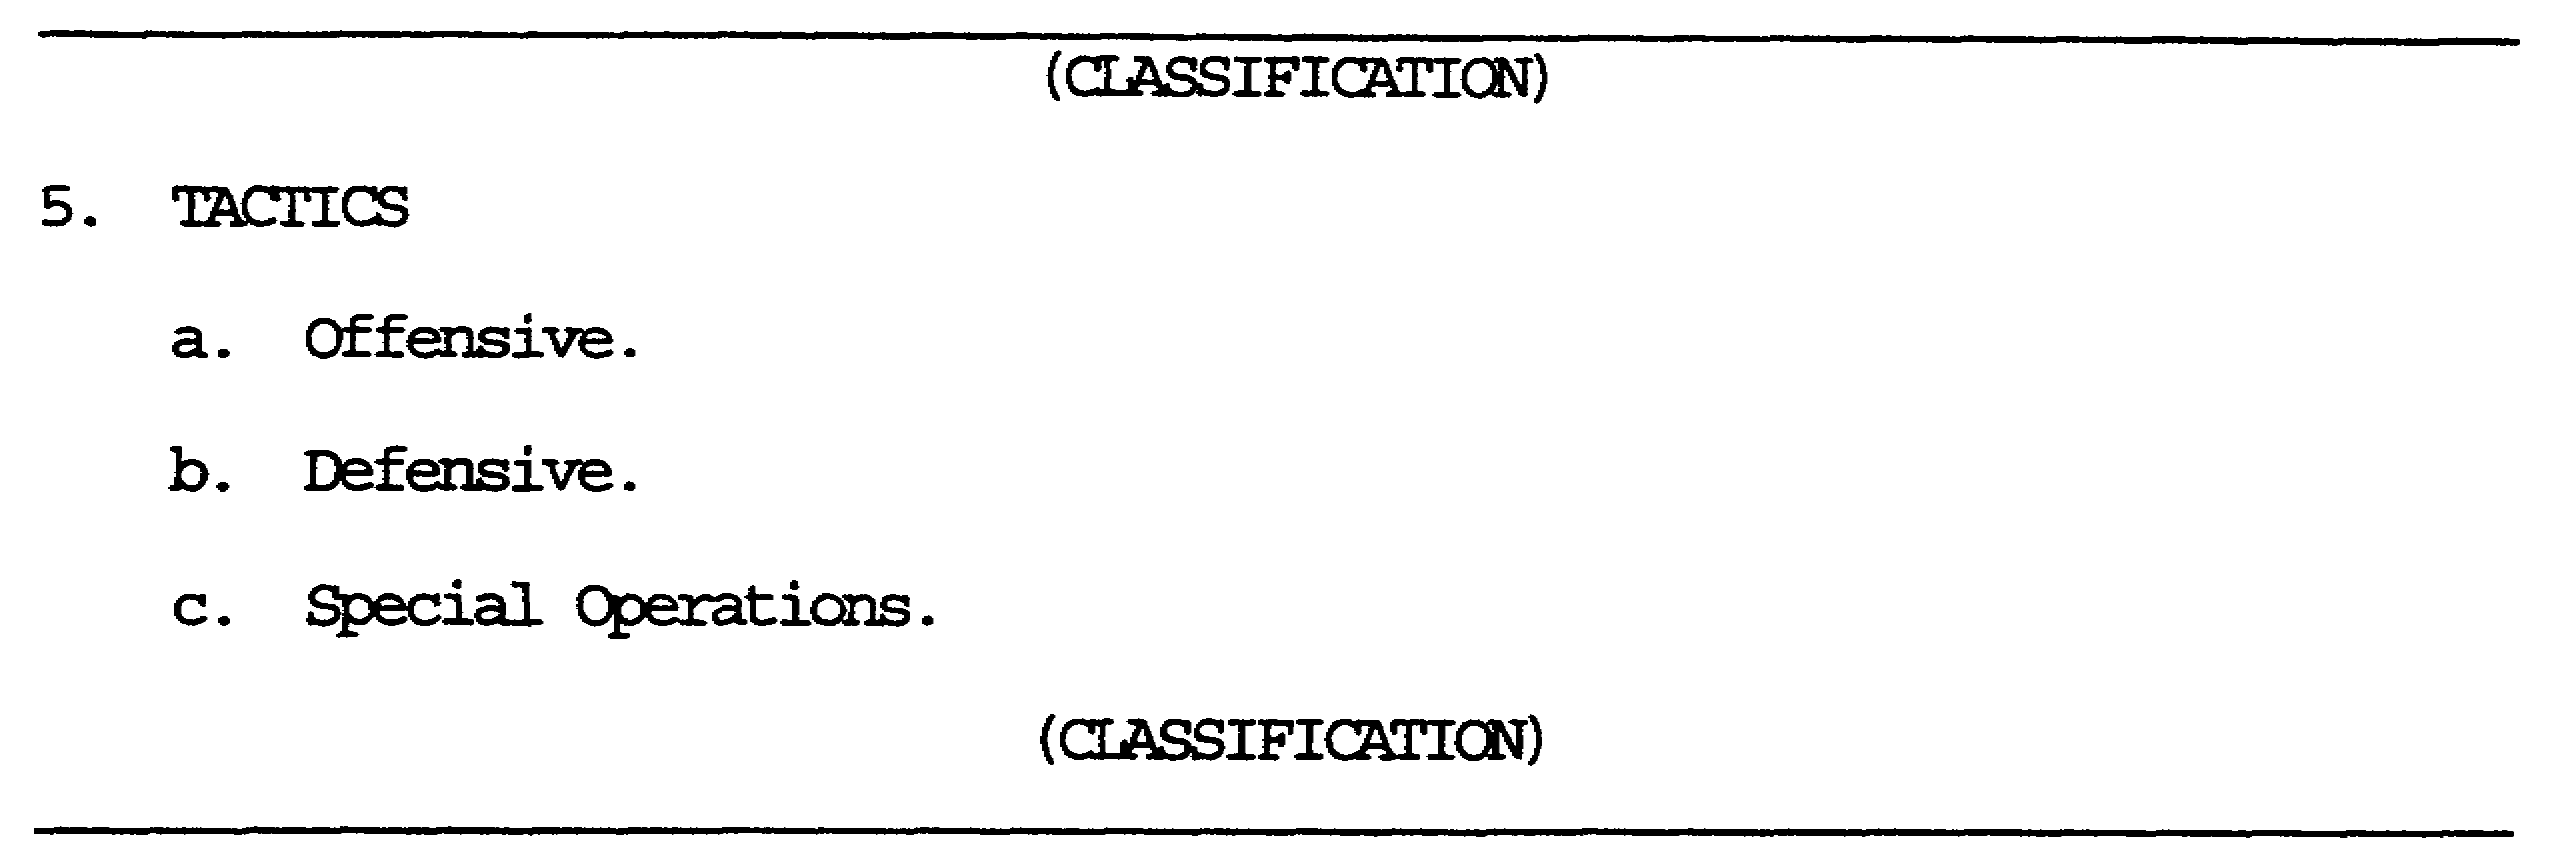 (CLASSIFICATION)
5. TACTICS
a. Offensive.
b. Defensive.
c. Special Operations.
(CLASSIFICATION)